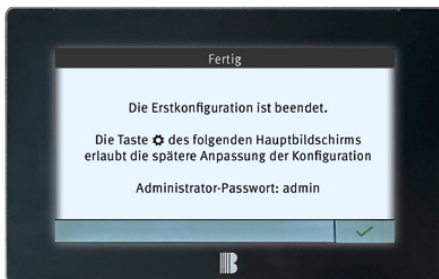 Fertig
Die Erstkonfiguration ist beendet.
Die Taste ⚙ des folgenden Hauptbildschirms
erlaubt die spätere Anpassung der Konfiguration
Administrator-Passwort: admin
B